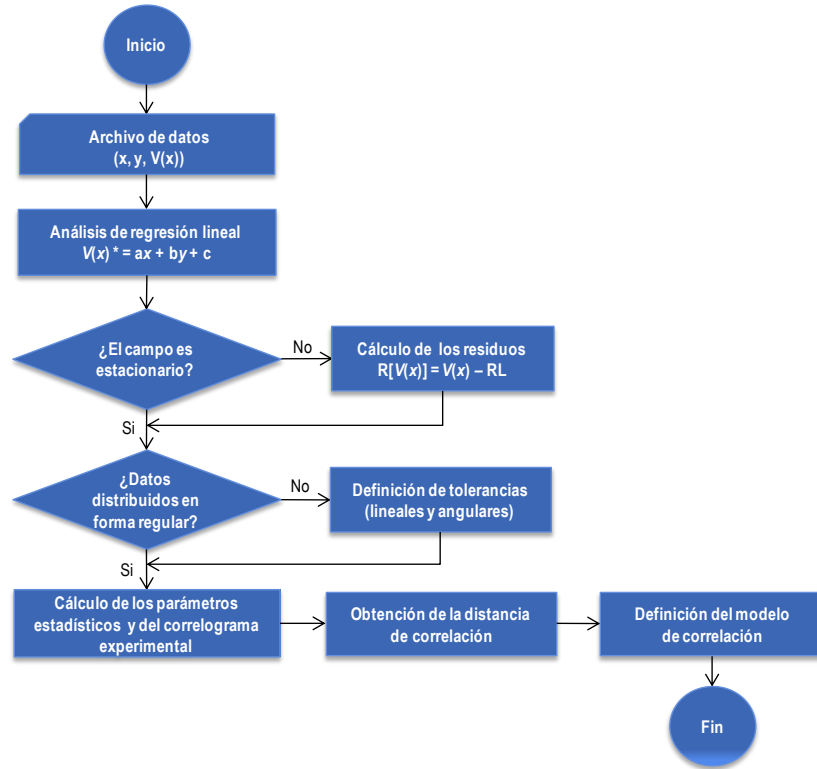 Inicio
Archivo de datos
(x, y, V(x))
Análisis de regresión lineal
V(x) * = ax + by + c
¿El campo es
estacionario?
No
Cálculo de los residuos
R[V(x)] = V(x) – RL
Si
¿Datos
distribuidos en
forma regular?
No
Definición de tolerancias
(lineales y angulares)
Si
Cálculo de los parámetros
estadísticos y del correlograma
experimental
Obtención de la distancia
de correlación
Definición del modelo
de correlación
Fin